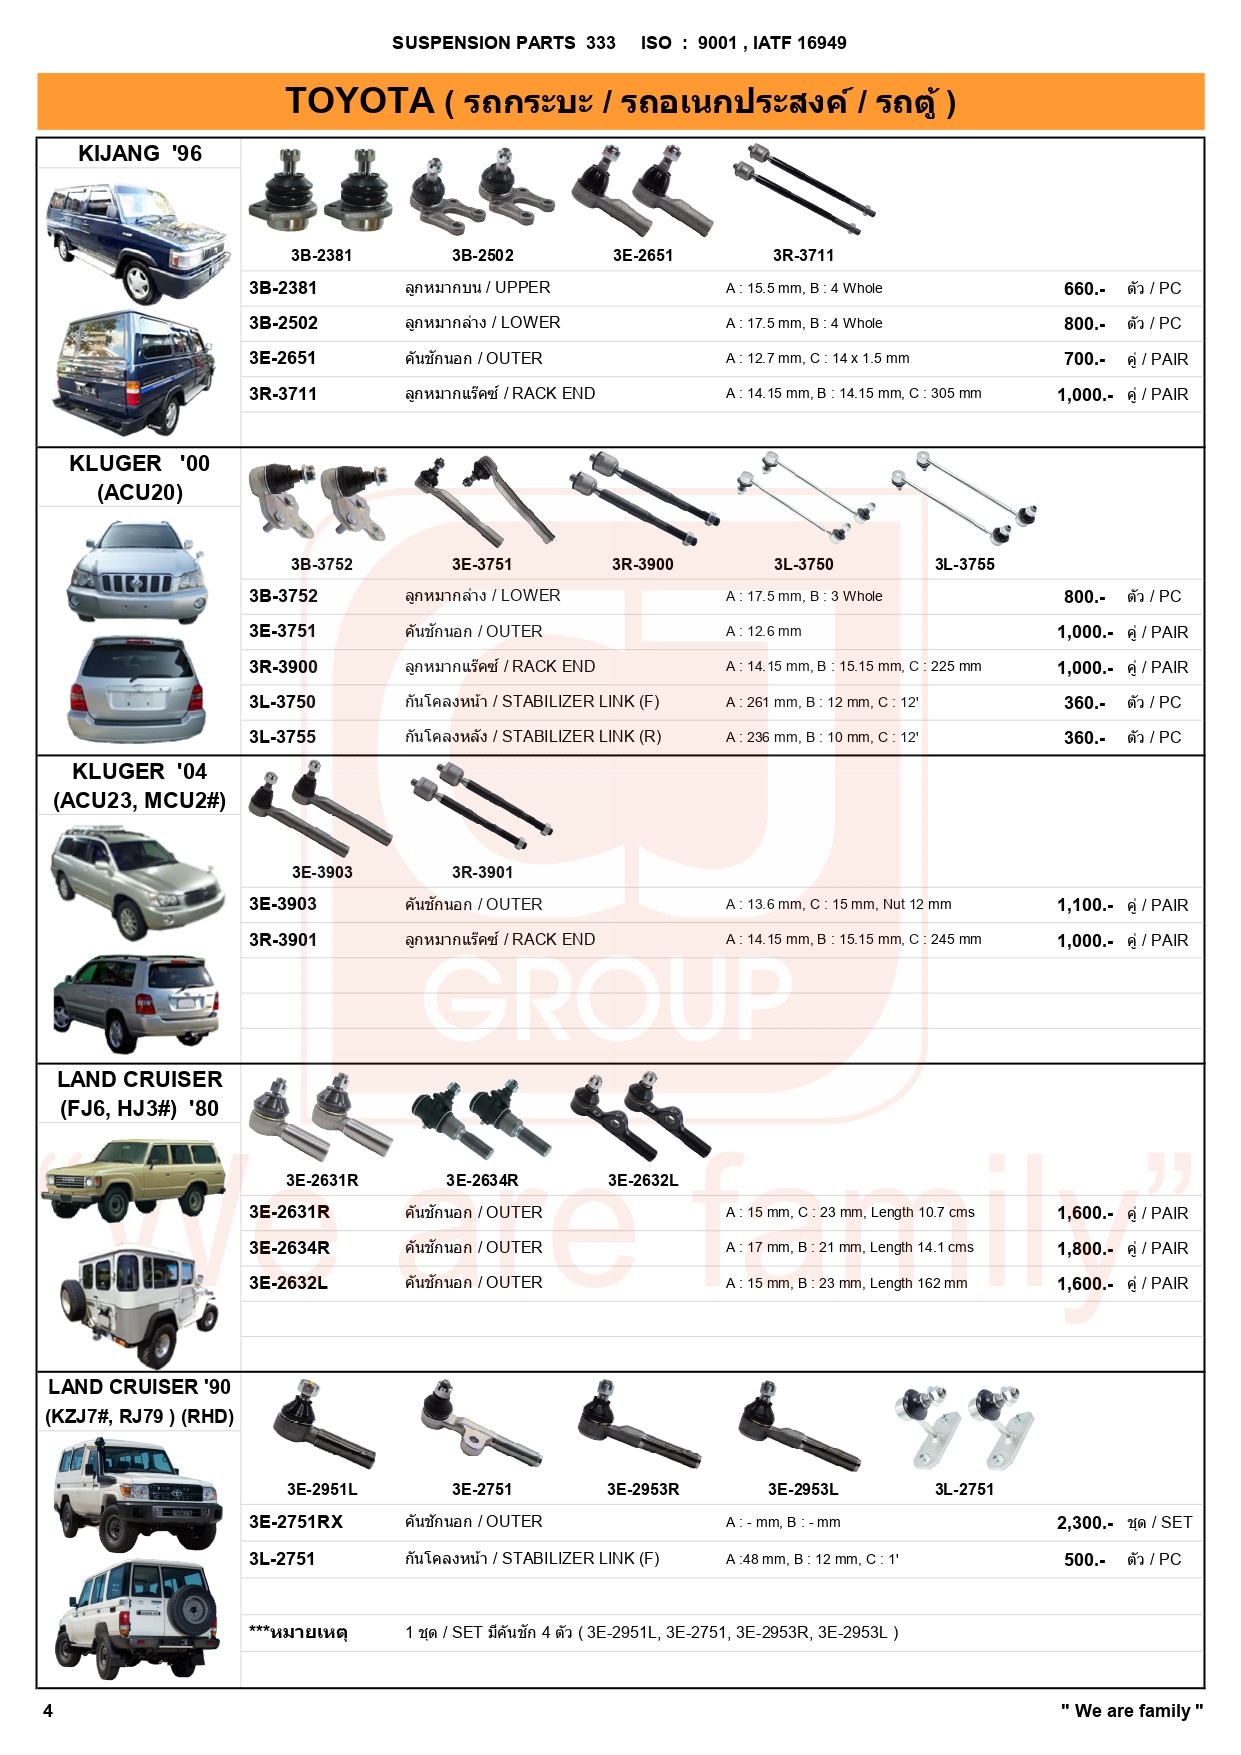 SUSPENSION PARTS 333 ISO : 9001 , IATF 16949
TOYOTA ( รถกระบะ / รถอเนกประสงค์ / รถตู้ )
KIJANG '96
3B-2381 3B-2502 3E-2651 3R-3711
3B-2381 ลูกหมากบน / UPPER A : 15.5 mm, B : 4 Whole 660.- ตัว / PC
3B-2502 ลูกหมากล่าง / LOWER A : 17.5 mm, B : 4 Whole 800.- ตัว / PC
3E-2651 คันชักนอก / OUTER A : 12.7 mm, C : 14 x 1.5 mm 700.- คู่ / PAIR
3R-3711 ลูกหมากแร๊คซ์ / RACK END A : 14.15 mm, B : 14.15 mm, C : 305 mm 1,000.- คู่ / PAIR
KLUGER '00
(ACU20)
3B-3752 3E-3751 3R-3900 3L-3750 3L-3755
3B-3752 ลูกหมากล่าง / LOWER A : 17.5 mm, B : 3 Whole 800.- ตัว / PC
3E-3751 คันชักนอก / OUTER A : 12.6 mm 1,000.- คู่ / PAIR
3R-3900 ลูกหมากแร๊คซ์ / RACK END A : 14.15 mm, B : 15.15 mm, C : 225 mm 1,000.- คู่ / PAIR
3L-3750 กันโคลงหน้า / STABILIZER LINK (F) A : 261 mm, B : 12 mm, C : 12' 360.- ตัว / PC
3L-3755 กันโคลงหลัง / STABILIZER LINK (R) A : 236 mm, B : 10 mm, C : 12' 360.- ตัว / PC
KLUGER '04
(ACU23, MCU2#)
3E-3903 3R-3901
3E-3903 คันชักนอก / OUTER A : 13.6 mm, C : 15 mm, Nut 12 mm 1,100.- คู่ / PAIR
3R-3901 ลูกหมากแร๊คซ์ / RACK END A : 14.15 mm, B : 15.15 mm, C : 245 mm 1,000.- คู่ / PAIR
CJ
GROUP
LAND CRUISER
(FJ6, HJ3#) '80
3E-2631R 3E-2634R 3E-2632L
3E-2631R คันชักนอก / OUTER A : 15 mm, C : 23 mm, Length 10.7 cms 1,600.- คู่ / PAIR
3E-2634R คันชักนอก / OUTER A : 17 mm, B : 21 mm, Length 14.1 cms 1,800.- คู่ / PAIR
3E-2632L คันชักนอก / OUTER A : 15 mm, B : 23 mm, Length 162 mm 1,600.- คู่ / PAIR
“We are family”
LAND CRUISER '90
(KZJ7#, RJ79 ) (RHD)
3E-2951L 3E-2751 3E-2953R 3E-2953L 3L-2751
3E-2751RX คันชักนอก / OUTER A : - mm, B : - mm 2,300.- ชุด / SET
3L-2751 กันโคลงหน้า / STABILIZER LINK (F) A :48 mm, B : 12 mm, C : 1' 500.- ตัว / PC
***หมายเหตุ 1 ชุด / SET มีคันชัก 4 ตัว ( 3E-2951L, 3E-2751, 3E-2953R, 3E-2953L )
4 " We are family "